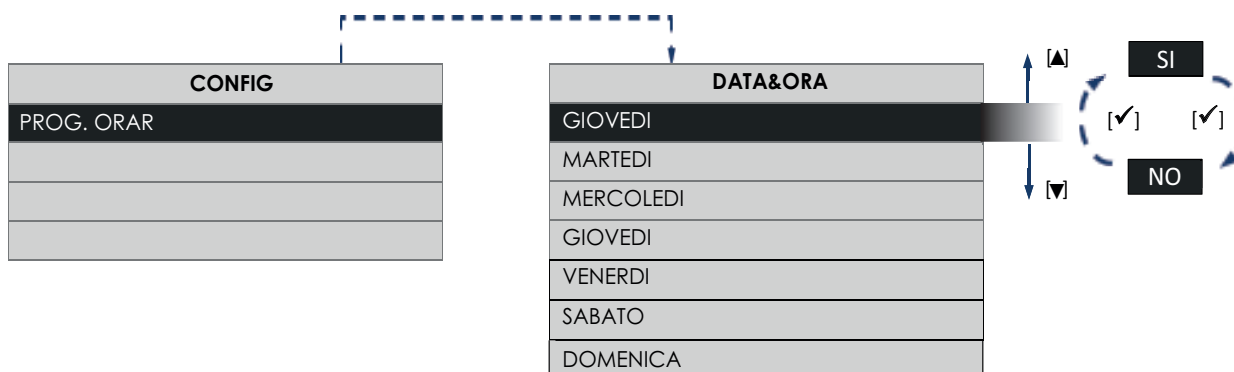 CONFIG
PROG. ORAR
DATA&ORA
GIOVEDI
MARTEDI
MERCOLEDI
GIOVEDI
VENERDI
SABATO
DOMENICA
[▲]
[▼]
SI
[✓] [✓]
NO